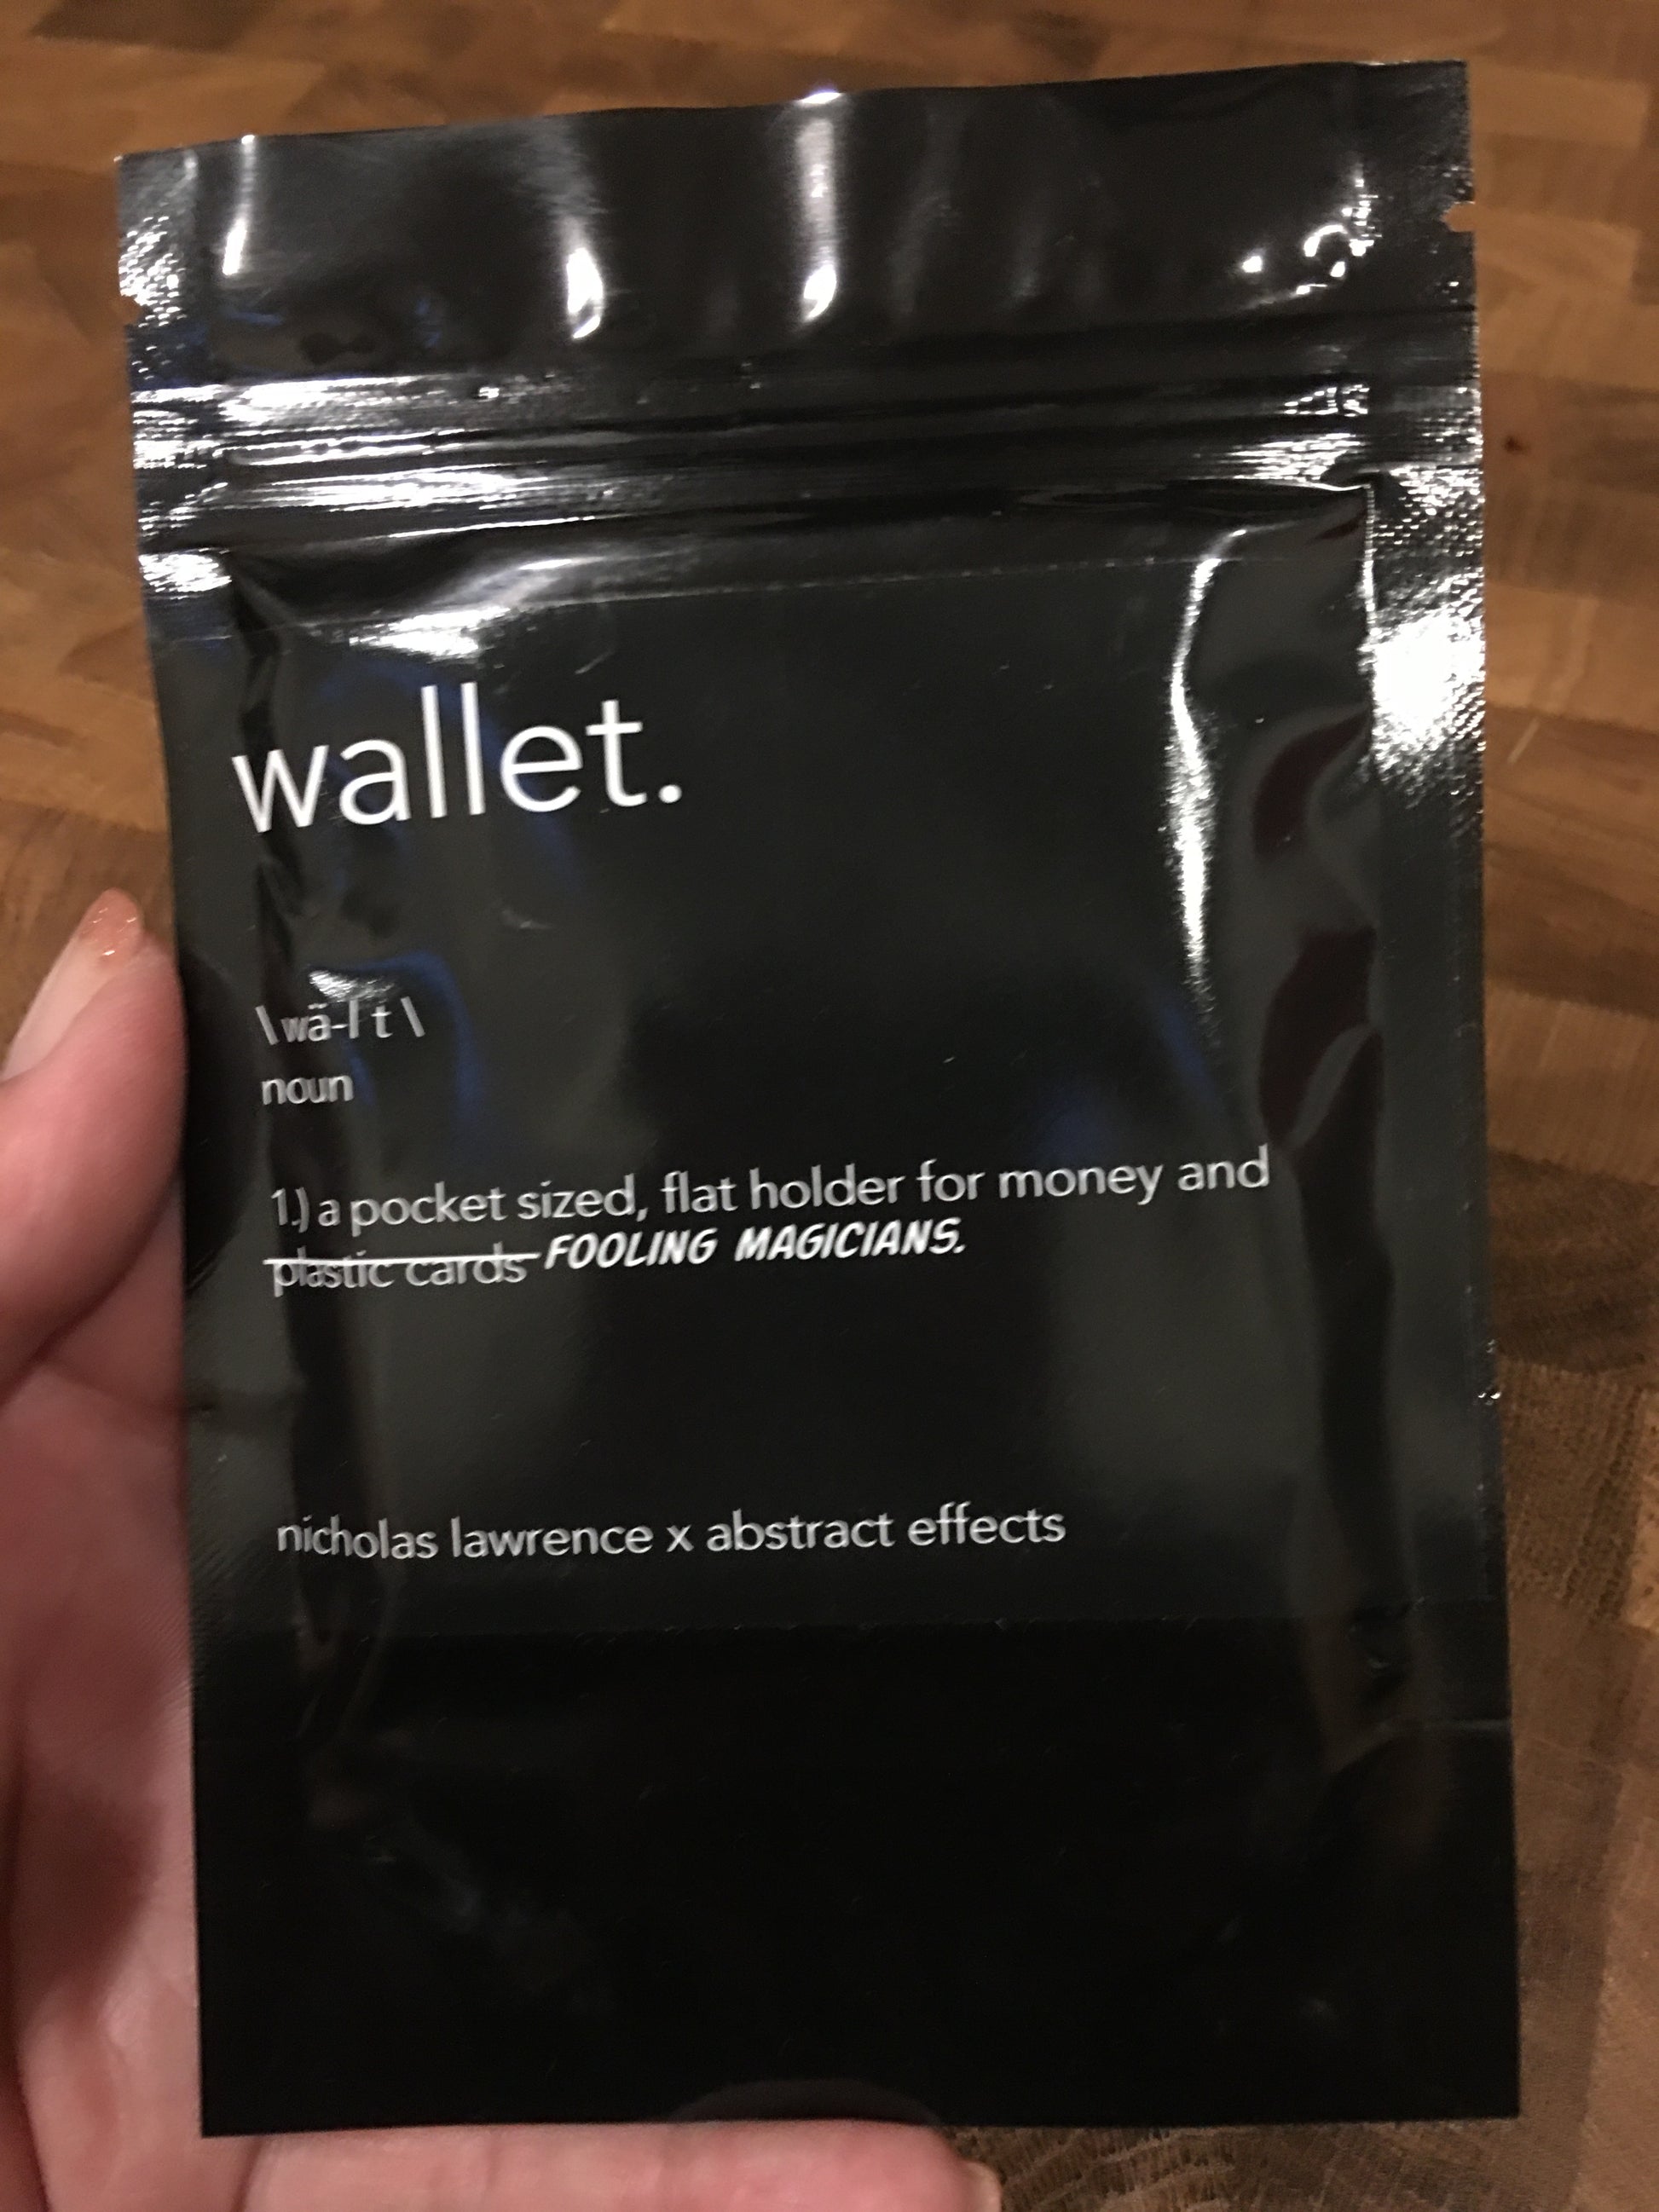 wallet.
\wä-l t\
noun
1.) a pocket sized, flat holder for money and
plastic cards FOOLING MAGICIANS.
nicholas lawrence x abstract effects